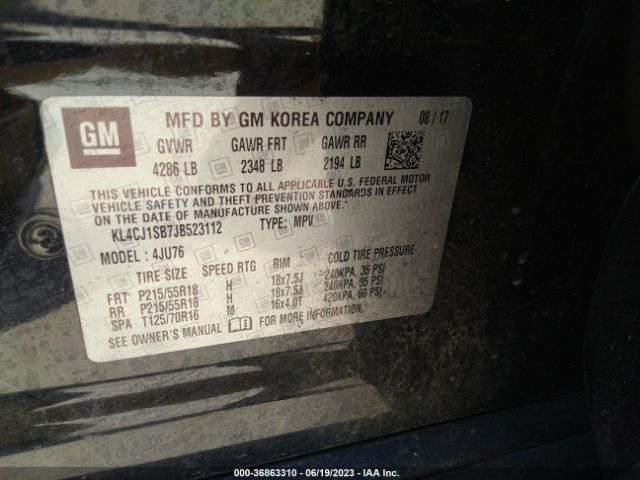 GM
MFD BY GM KOREA COMPANY 08/17
GVWR GAWR FRT GAWR RR
4286 LB 2348 LB 2194 LB
THIS VEHICLE CONFORMS TO ALL APPLICABLE U.S. FEDERAL MOTOR
VEHICLE SAFETY AND THEFT PREVENTION STANDARDS IN EFFECT
ON THE DATE OF MANUFACTURE SHOWN ABOVE.
KL4CJ1SB7JB523112 TYPE: MPV
MODEL: 4JU76
TIRE SIZE SPEED RTG RIM COLD TIRE PRESSURE
FRT P215/55R18 H 18x7.5J 240KPA, 35 PSI
RR P215/55R18 H 18x7.5J 240KPA, 35 PSI
SPA T125/70R16 M 16x4.0T 420KPA, 60 PSI
SEE OWNER'S MANUAL FOR MORE INFORMATION.
000-36863310 - 06/19/2023 - IAA Inc.